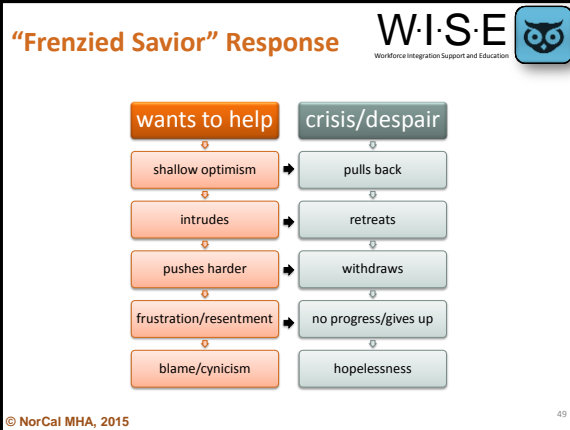 “Frenzied Savior” Response
W·I·S·E
Workforce Integration Support and Education
wants to help
crisis/despair
shallow optimism
pulls back
intrudes
retreats
pushes harder
withdraws
frustration/resentment
no progress/gives up
blame/cynicism
hopelessness
© NorCal MHA, 2015
49